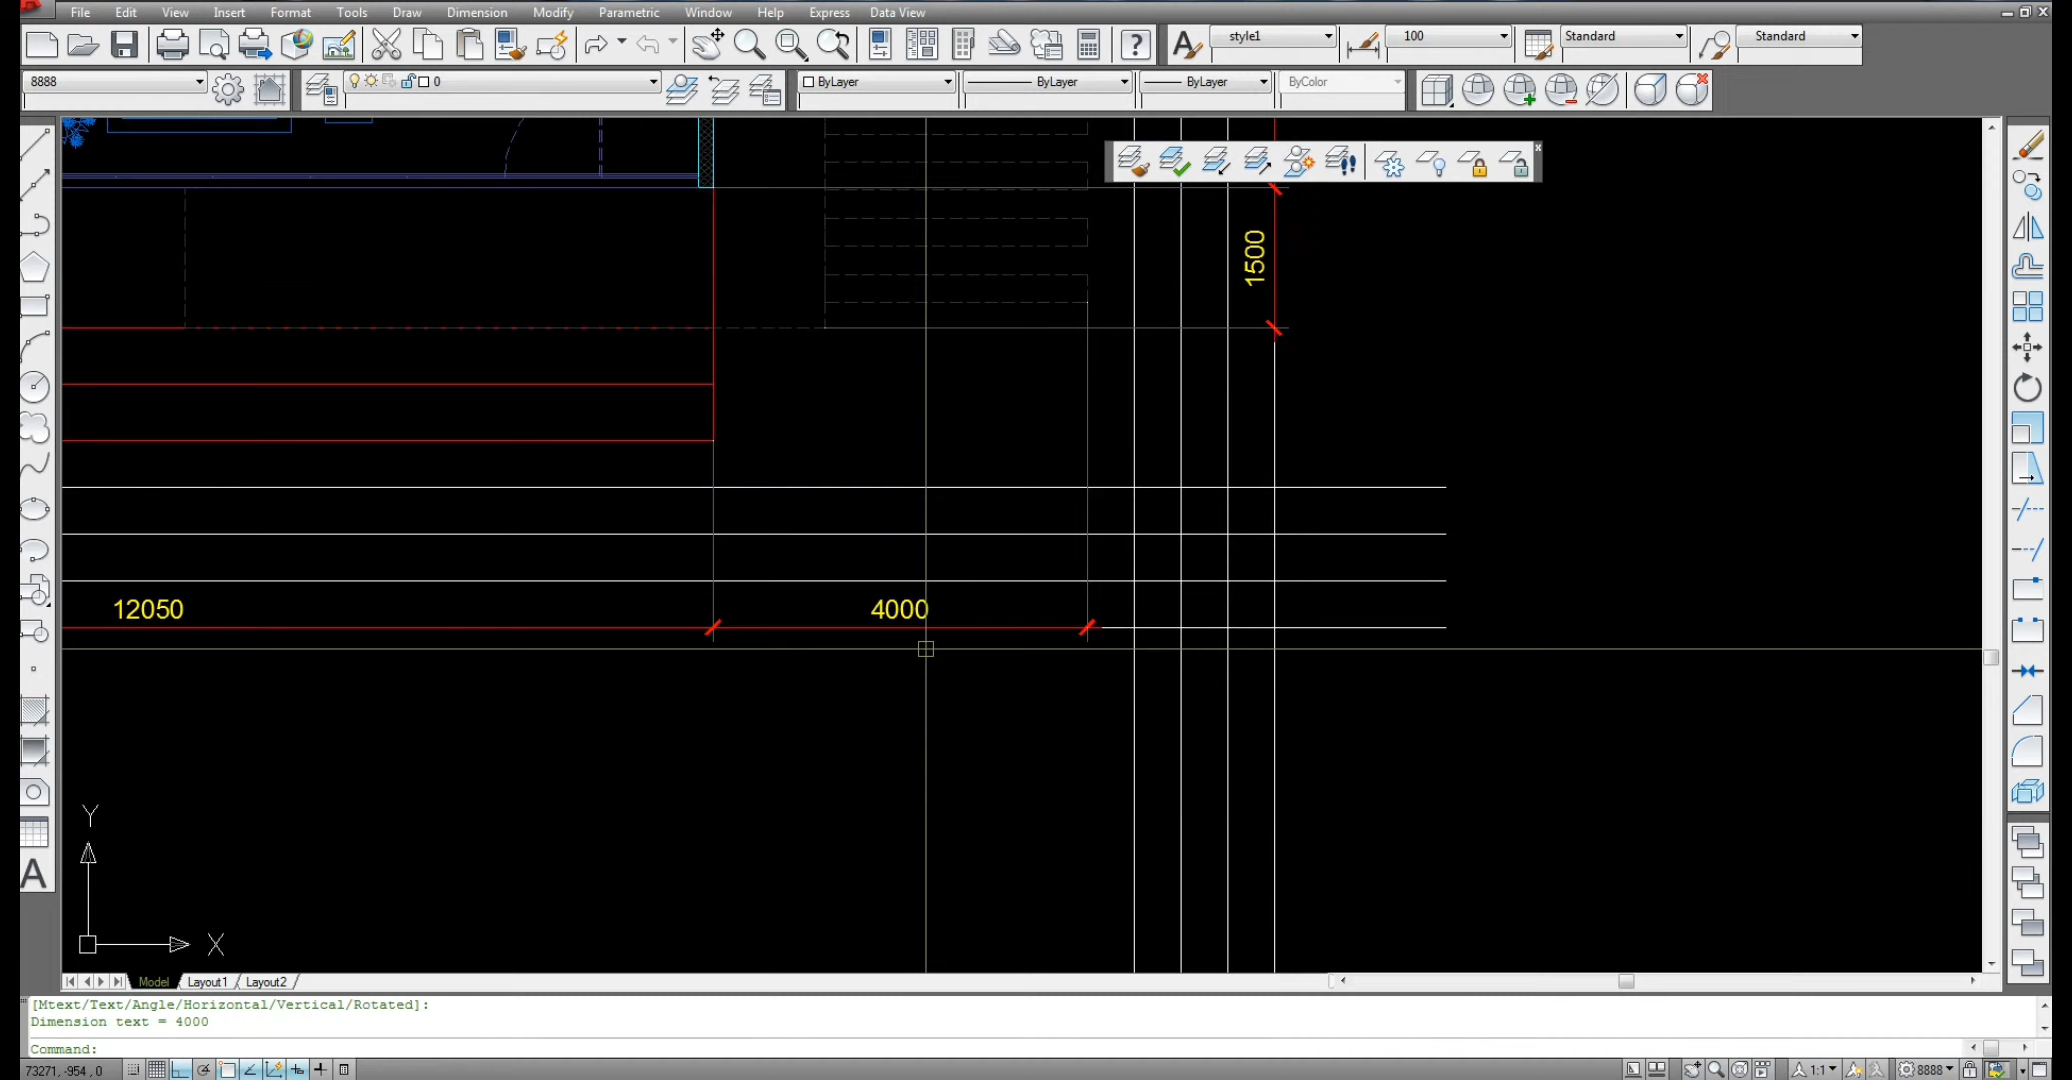 File Edit View Insert Format Tools Draw Dimension Modify Parametric Window Help Express Data View
style1 100 Standard Standard
8888 0 ByLayer ByLayer ByLayer ByColor
1500
12050 4000
Y
X
Model Layout1 Layout2
[Mtext/Text/Angle/Horizontal/Vertical/Rotated]:
Dimension text = 4000
Command:
73271, -954 , 0 1:1 8888